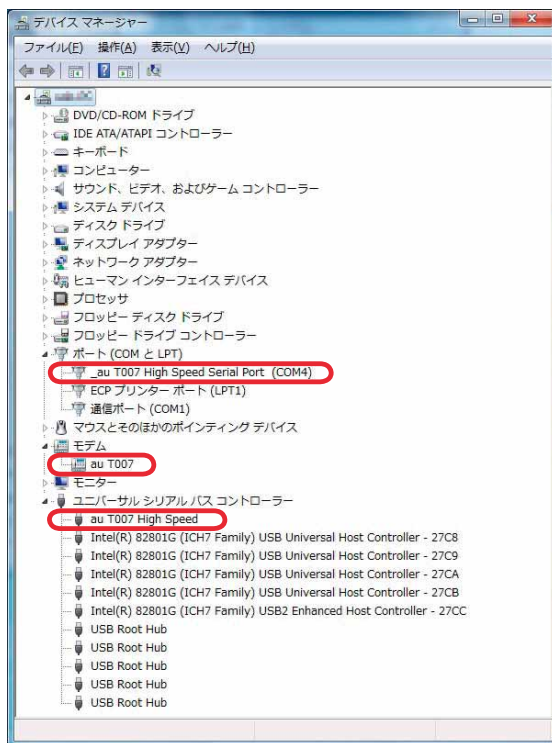 デバイス マネージャー
ファイル(F) 操作(A) 表示(V) ヘルプ(H)
DVD/CD-ROM ドライブ
IDE ATA/ATAPI コントローラー
キーボード
コンピューター
サウンド、ビデオ、およびゲーム コントローラー
システム デバイス
ディスク ドライブ
ディスプレイ アダプター
ネットワーク アダプター
ヒューマン インターフェイス デバイス
プロセッサ
フロッピー ディスク ドライブ
フロッピー ドライブ コントローラー
ポート (COM と LPT)
_au T007 High Speed Serial Port (COM4)
ECP プリンター ポート (LPT1)
通信ポート (COM1)
マウスとそのほかのポインティング デバイス
モデム
au T007
モニター
ユニバーサル シリアル バス コントローラー
au T007 High Speed
Intel(R) 82801G (ICH7 Family) USB Universal Host Controller - 27C8
Intel(R) 82801G (ICH7 Family) USB Universal Host Controller - 27C9
Intel(R) 82801G (ICH7 Family) USB Universal Host Controller - 27CA
Intel(R) 82801G (ICH7 Family) USB Universal Host Controller - 27CB
Intel(R) 82801G (ICH7 Family) USB2 Enhanced Host Controller - 27CC
USB Root Hub
USB Root Hub
USB Root Hub
USB Root Hub
USB Root Hub